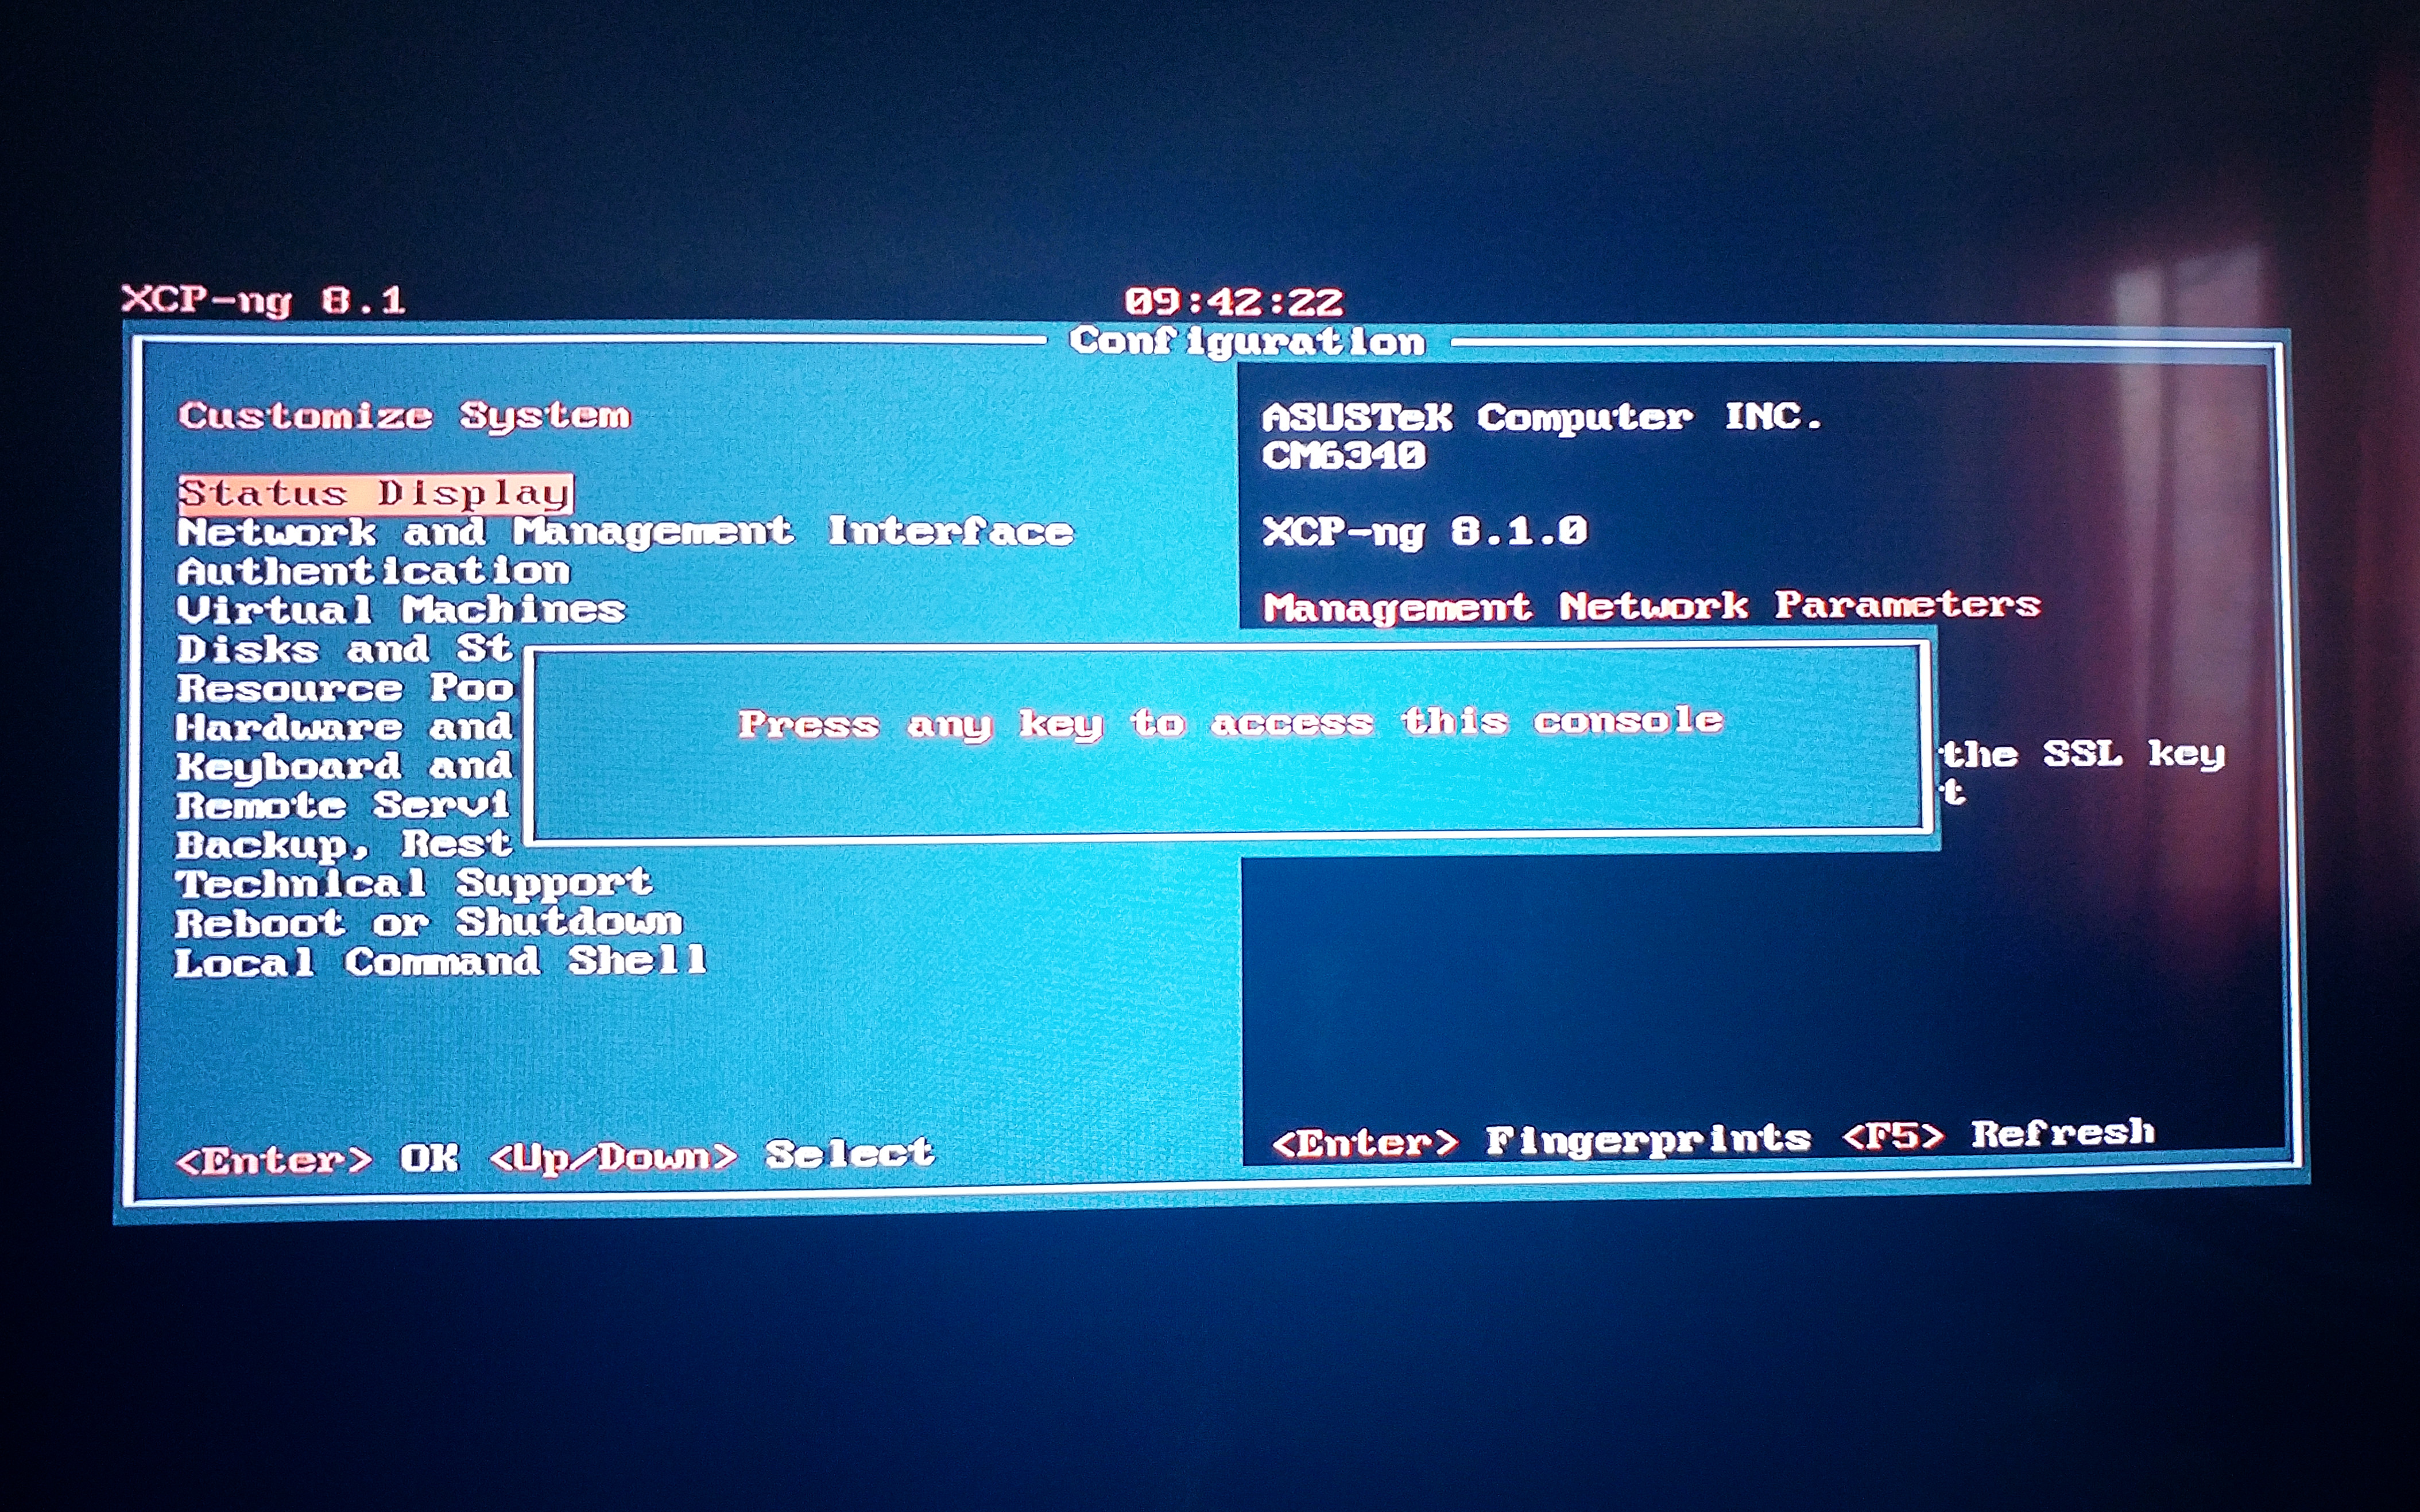 XCP-ng 8.1
09:42:22
Configuration
Customize System
Status Display
Network and Management Interface
Authentication
Virtual Machines
Disks and St
Resource Poo
Hardware and
Keyboard and
Remote Servi
Backup, Rest
Technical Support
Reboot or Shutdown
Local Command Shell
<Enter> OK <Up/Down> Select
ASUSTeK Computer INC.
CM6340
XCP-ng 8.1.0
Management Network Parameters
Press any key to access this console
the SSL key
t
<Enter> Fingerprints <F5> Refresh